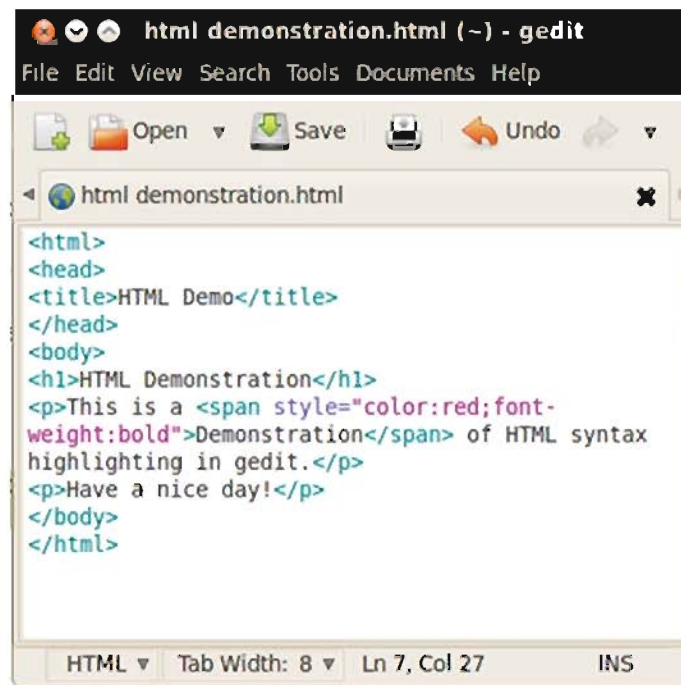 html demonstration.html (~) - gedit
File Edit View Search Tools Documents Help
Open Save Undo
html demonstration.html
<html>
<head>
<title>HTML Demo</title>
</head>
<body>
<h1>HTML Demonstration</h1>
<p>This is a <span style="color:red;font-
weight:bold">Demonstration</span> of HTML syntax
highlighting in gedit.</p>
<p>Have a nice day!</p>
</body>
</html>
HTML Tab Width: 8 Ln 7, Col 27 INS